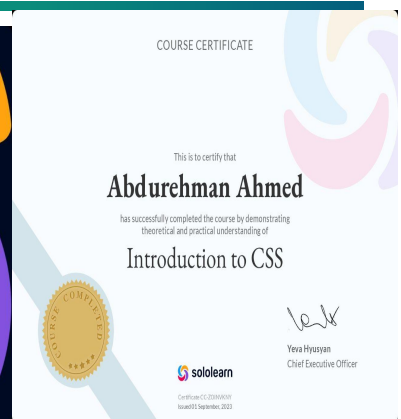 COURSE CERTIFICATE
This is to certify that
Abdurehman Ahmed
has successfully completed the course by demonstrating
theoretical and practical understanding of
Introduction to CSS
COURSE COMPLETED
Yeva Hyusyan
Chief Executive Officer
sololearn
Issued 01 September, 2023